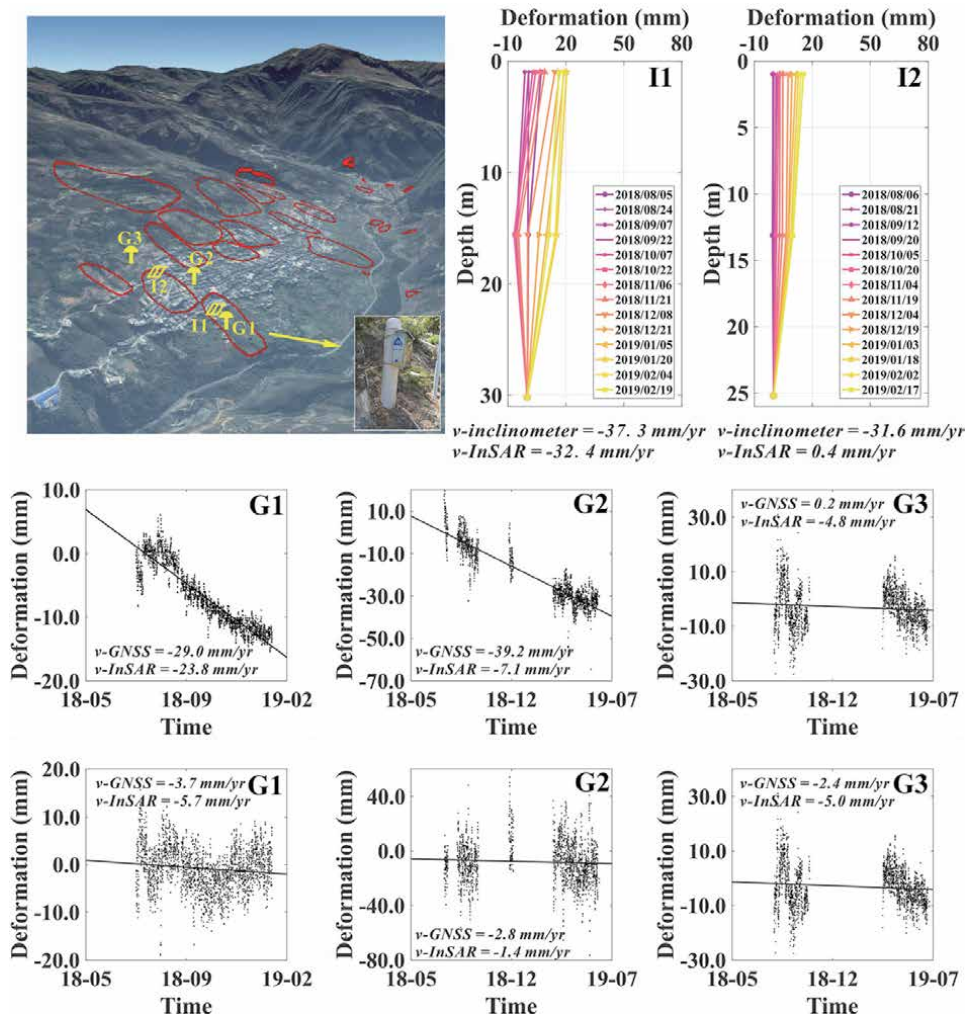 Deformation (mm)
-10 20 80
0
10
20
30
Depth (m)
I1
2018/08/05
2018/08/24
2018/09/07
2018/09/22
2018/10/07
2018/10/22
2018/11/06
2018/11/21
2018/12/08
2018/12/21
2019/01/05
2019/01/20
2019/02/04
2019/02/19
v-inclinometer = -37.3 mm/yr
v-InSAR = -32.4 mm/yr
Deformation (mm)
-10 20 80
0
5
10
15
20
25
Depth (m)
I2
2018/08/06
2018/08/21
2018/09/12
2018/09/20
2018/10/05
2018/10/20
2018/11/04
2018/11/19
2018/12/04
2018/12/19
2019/01/03
2019/01/18
2019/02/02
2019/02/17
v-inclinometer = -31.6 mm/yr
v-InSAR = 0.4 mm/yr
G3
G2
I2
I1
G1
Deformation (mm)
10.0
0.0
-10.0
-20.0
G1
v-GNSS = -29.0 mm/yr
v-InSAR = -23.8 mm/yr
18-05 18-09 19-02
Time
Deformation (mm)
10.0
-10.0
-30.0
-50.0
-70.0
G2
v-GNSS = -39.2 mm/yr
v-InSAR = -7.1 mm/yr
18-05 18-12 19-07
Time
Deformation (mm)
30.0
10.0
-10.0
-30.0
v-GNSS = 0.2 mm/yr
G3
v-InSAR = -4.8 mm/yr
18-05 18-12 19-07
Time
Deformation (mm)
20.0
10.0
0.0
-10.0
-20.0
v-GNSS = -3.7 mm/yr
G1
v-InSAR = -5.7 mm/yr
18-05 18-09 19-02
Time
Deformation (mm)
40.0
0.0
-40.0
-80.0
G2
v-GNSS = -2.8 mm/yr
v-InSAR = -1.4 mm/yr
18-05 18-12 19-07
Time
Deformation (mm)
30.0
10.0
-10.0
-30.0
v-GNSS = -2.4 mm/yr
G3
v-InSAR = -5.0 mm/yr
18-05 18-12 19-07
Time